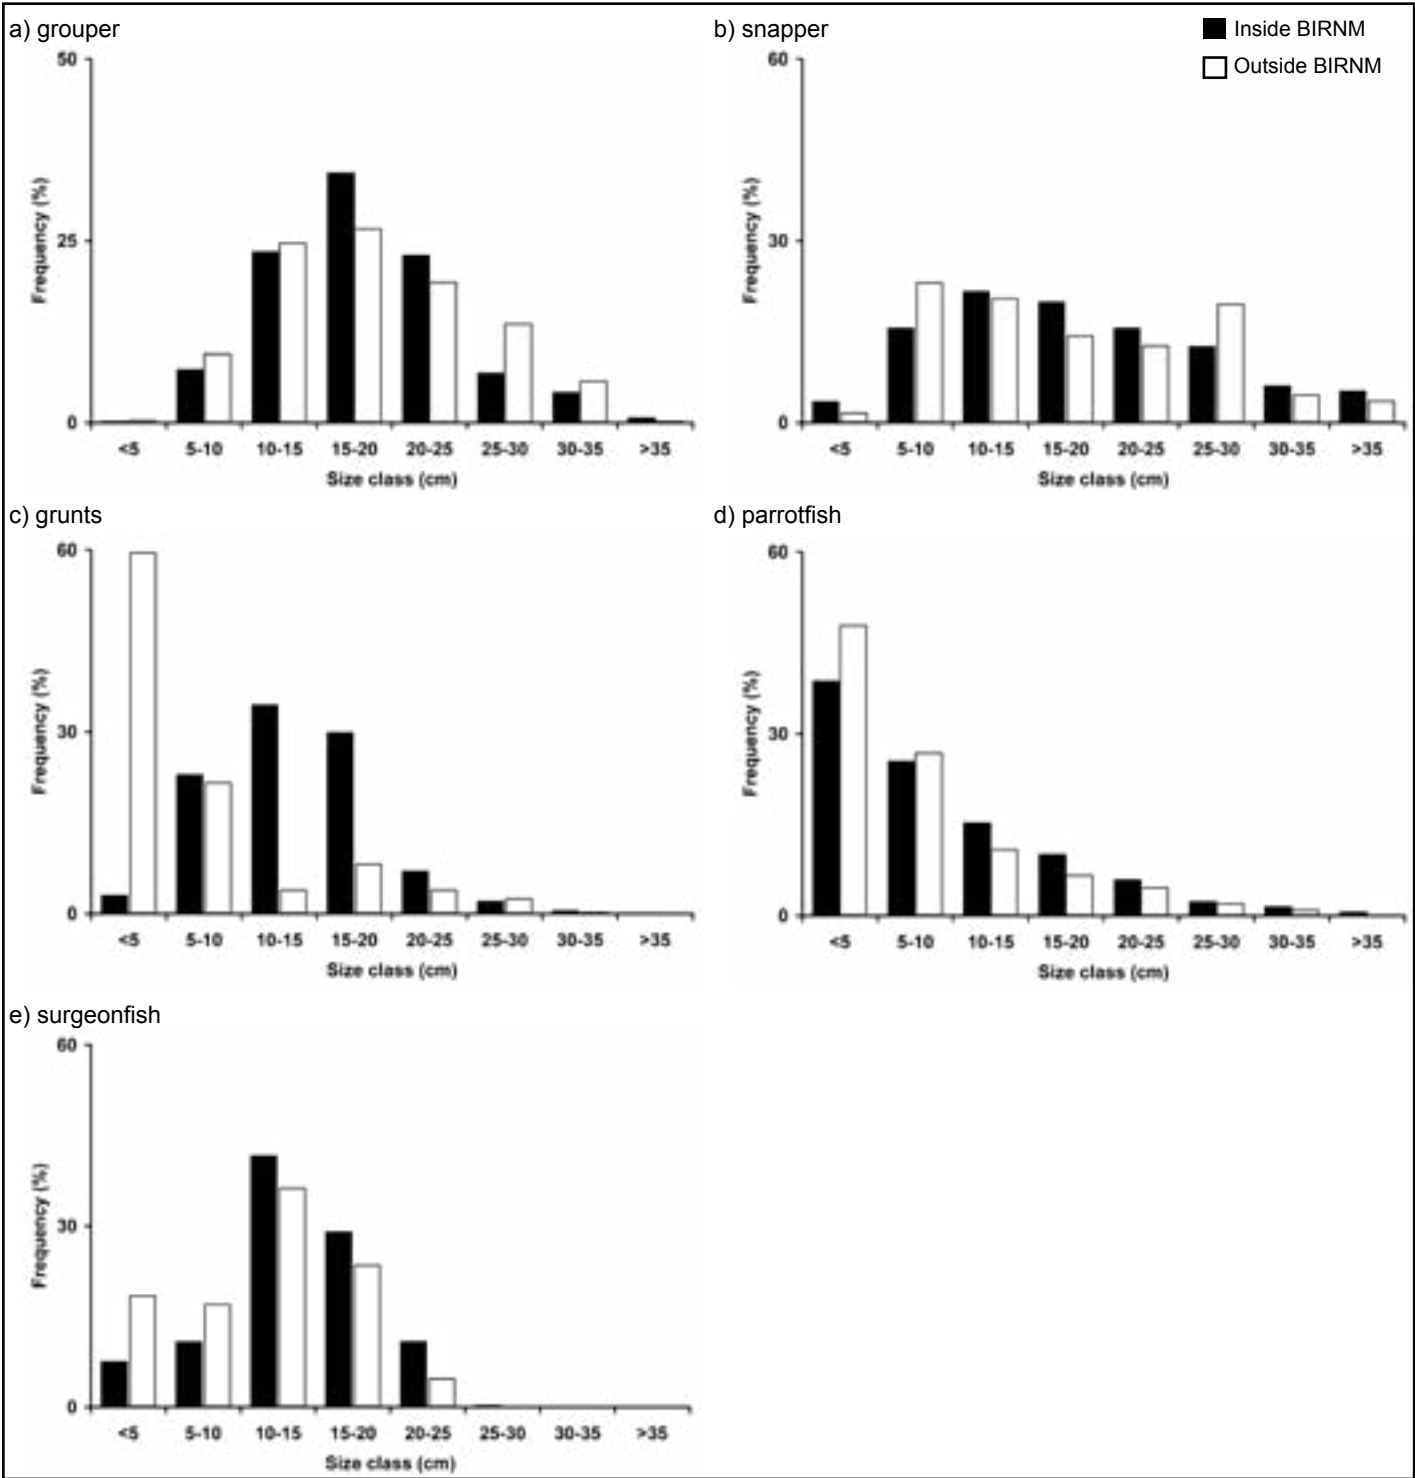 a) grouper
50
25
0
Frequency (%)
<5 5-10 10-15 15-20 20-25 25-30 30-35 >35
Size class (cm)
b) snapper
Inside BIRNM
Outside BIRNM
60
30
0
Frequency (%)
<5 5-10 10-15 15-20 20-25 25-30 30-35 >35
Size class (cm)
c) grunts
60
30
0
Frequency (%)
<5 5-10 10-15 15-20 20-25 25-30 30-35 >35
Size class (cm)
d) parrotfish
60
30
0
Frequency (%)
<5 5-10 10-15 15-20 20-25 25-30 30-35 >35
Size class (cm)
e) surgeonfish
60
30
0
Frequency (%)
<5 5-10 10-15 15-20 20-25 25-30 30-35 >35
Size class (cm)